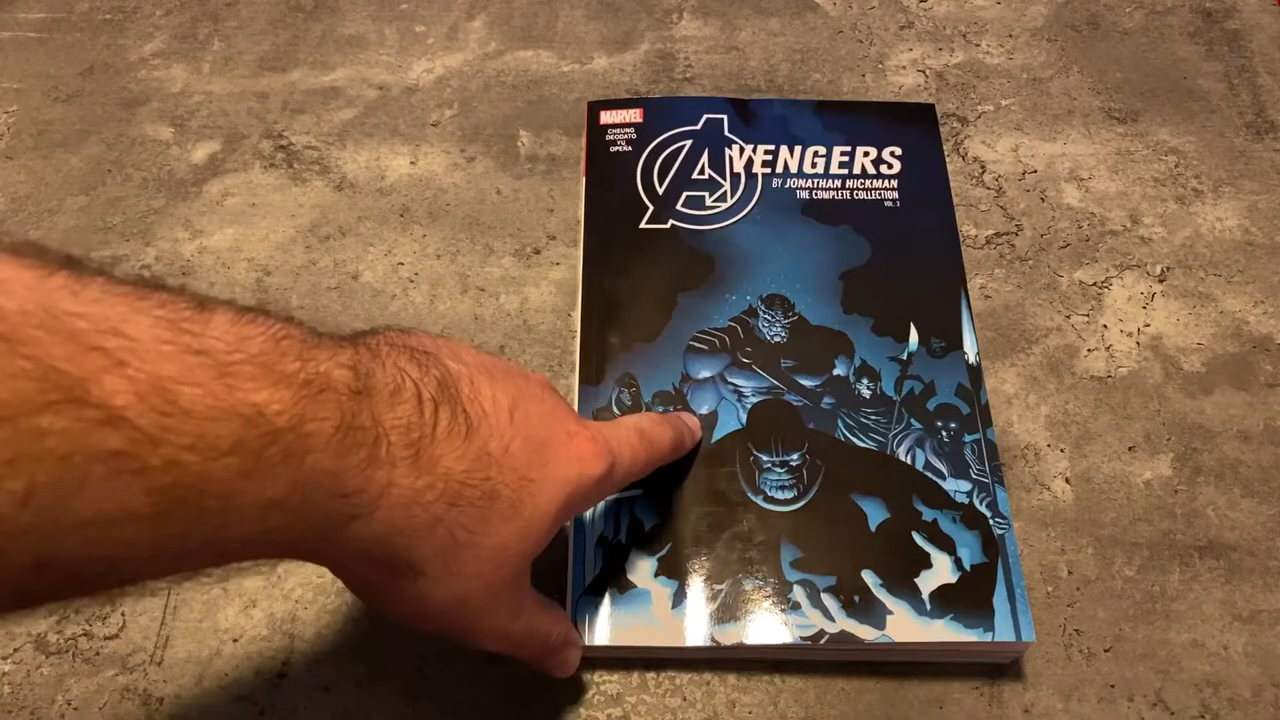 MARVEL
CHEUNG
DEODATO
YU
OPEÑA
AVENGERS
BY JONATHAN HICKMAN
THE COMPLETE COLLECTION
VOL. 3